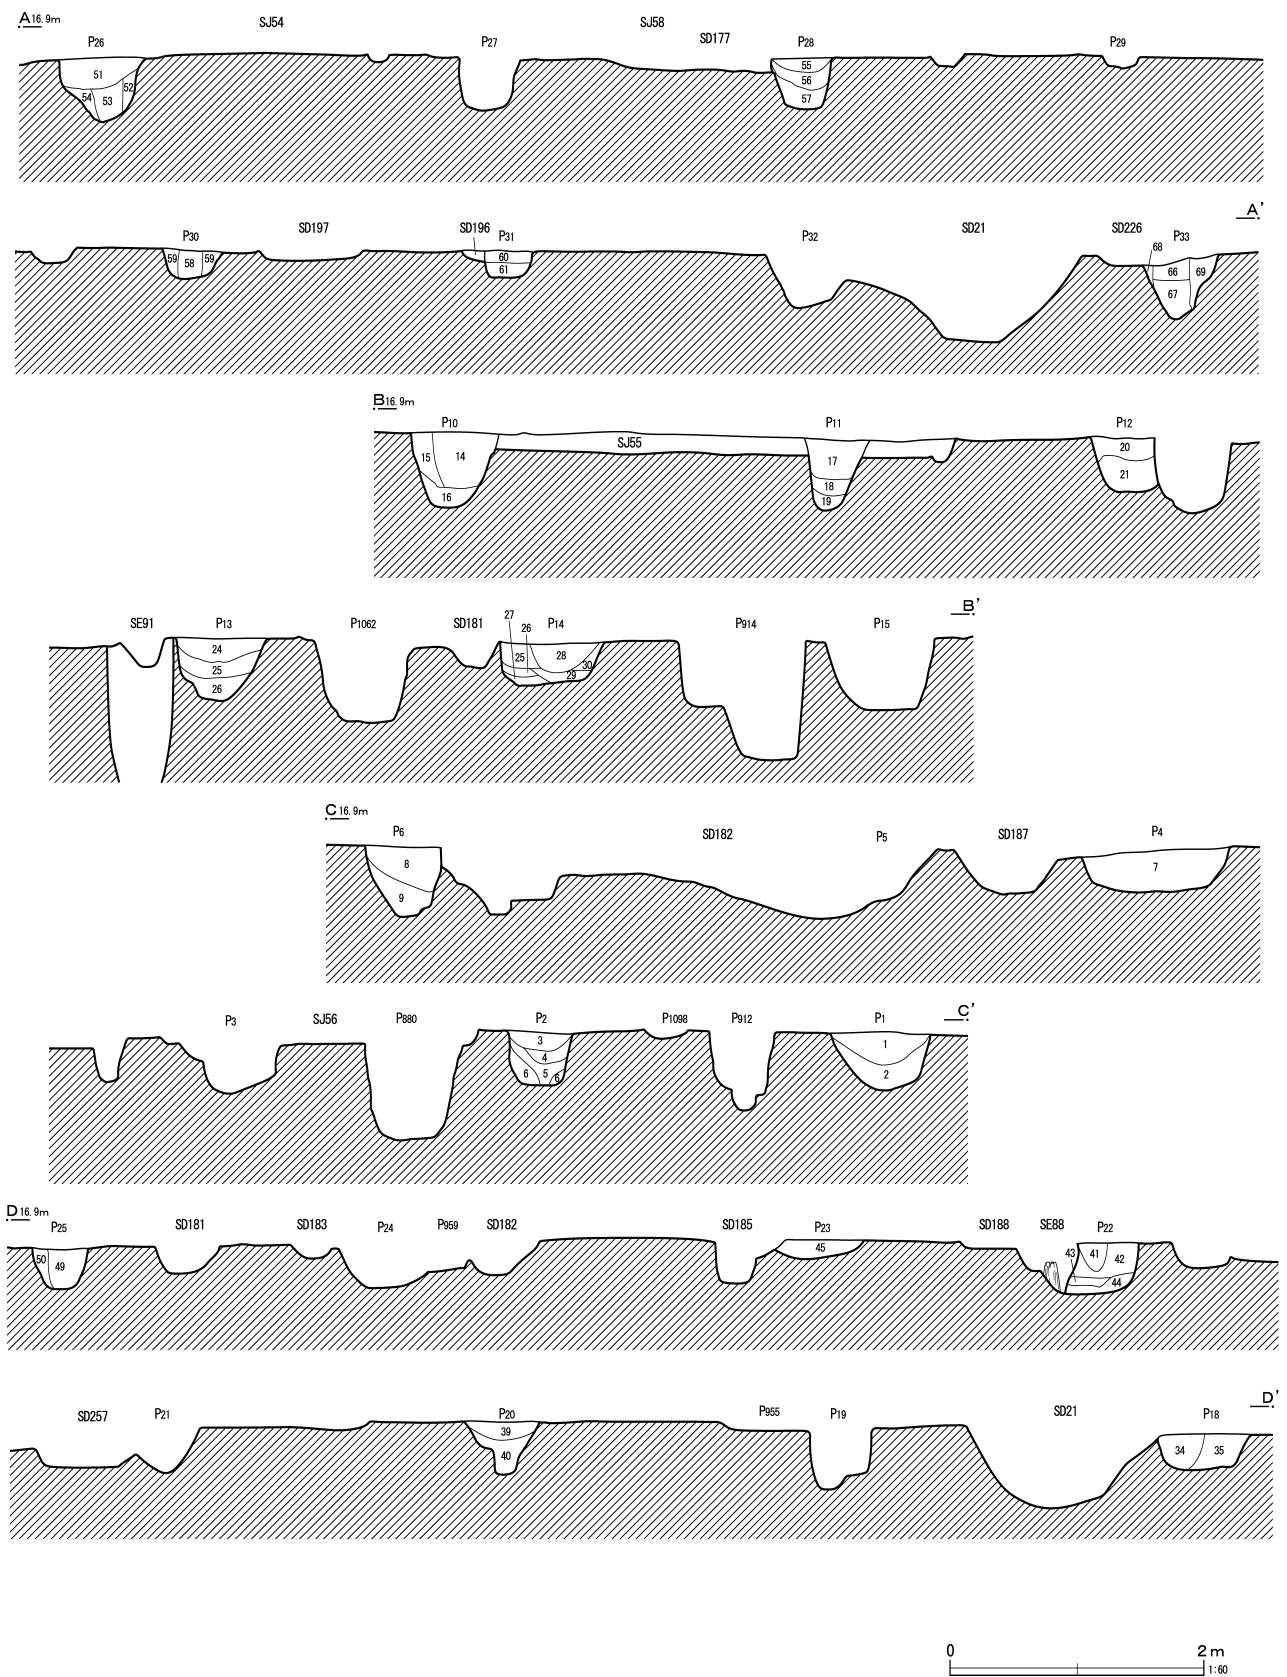 A 16.9m
SJ54 SJ58
P26 P27 SD177 P28 P29
51 52 54 53 55 56 57
A'
P30 SD197 SD196 P31 P32 SD21 SD226 P33
59 58 59 60 61 68 66 69 67
B 16.9m
P10 SJ55 P11 P12
15 14 16 17 18 19 20 21
B'
SE91 P13 P1062 SD181 27 26 P14 P914 P15
24 25 26 25 28 30 29
C 16.9m
P6 SD182 P5 SD187 P4
8 9 7
C'
P3 SJ56 P880 P2 P1098 P912 P1
3 4 6 5 6 1 2
D 16.9m
P25 SD181 SD183 P24 P959 SD182 SD185 P23 SD188 SE88 P22
50 49 45 43 41 42 44
D'
SD257 P21 P20 P955 P19 SD21 P18
39 40 34 35
0 2m
1:60